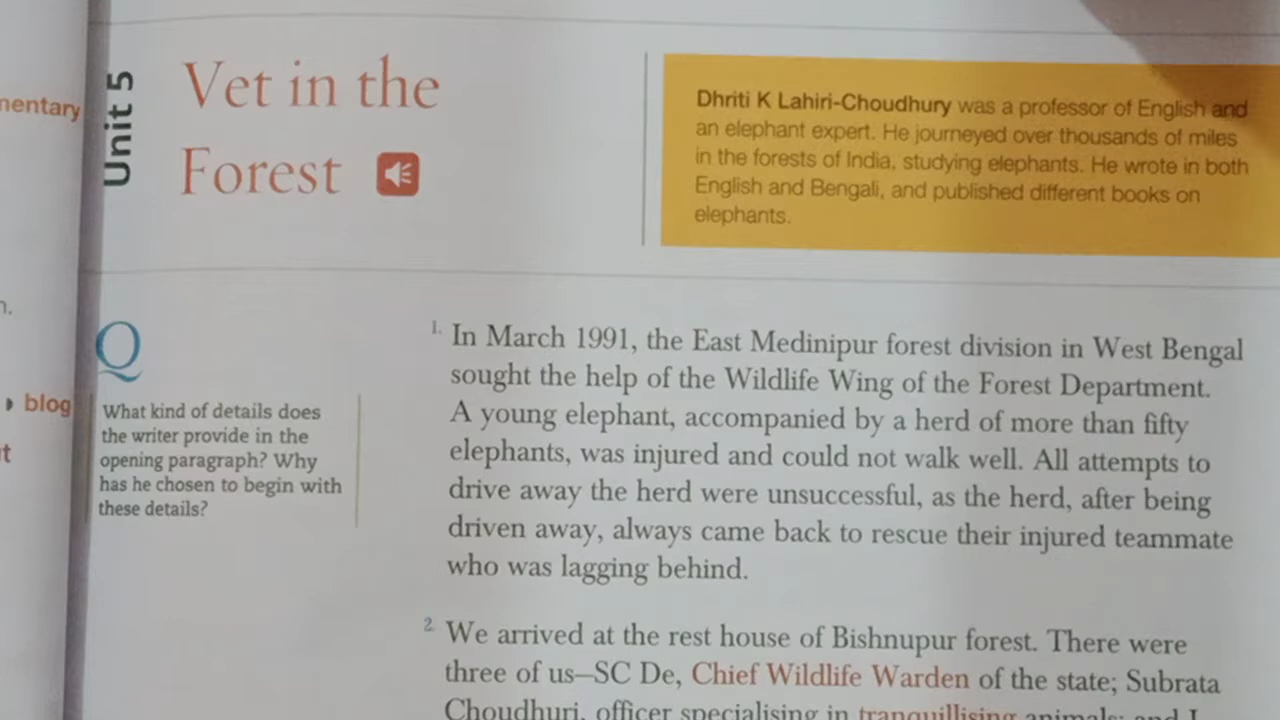 mentary
n.
blog
t
Unit 5
Vet in the
Forest
Dhriti K Lahiri-Choudhury was a professor of English and
an elephant expert. He journeyed over thousands of miles
in the forests of India, studying elephants. He wrote in both
English and Bengali, and published different books on
elephants.
Q
What kind of details does
the writer provide in the
opening paragraph? Why
has he chosen to begin with
these details?
1. In March 1991, the East Medinipur forest division in West Bengal
sought the help of the Wildlife Wing of the Forest Department.
A young elephant, accompanied by a herd of more than fifty
elephants, was injured and could not walk well. All attempts to
drive away the herd were unsuccessful, as the herd, after being
driven away, always came back to rescue their injured teammate
who was lagging behind.
2. We arrived at the rest house of Bishnupur forest. There were
three of us—SC De, Chief Wildlife Warden of the state; Subrata
Choudhuri, officer specialising in tranquillising animals; and I